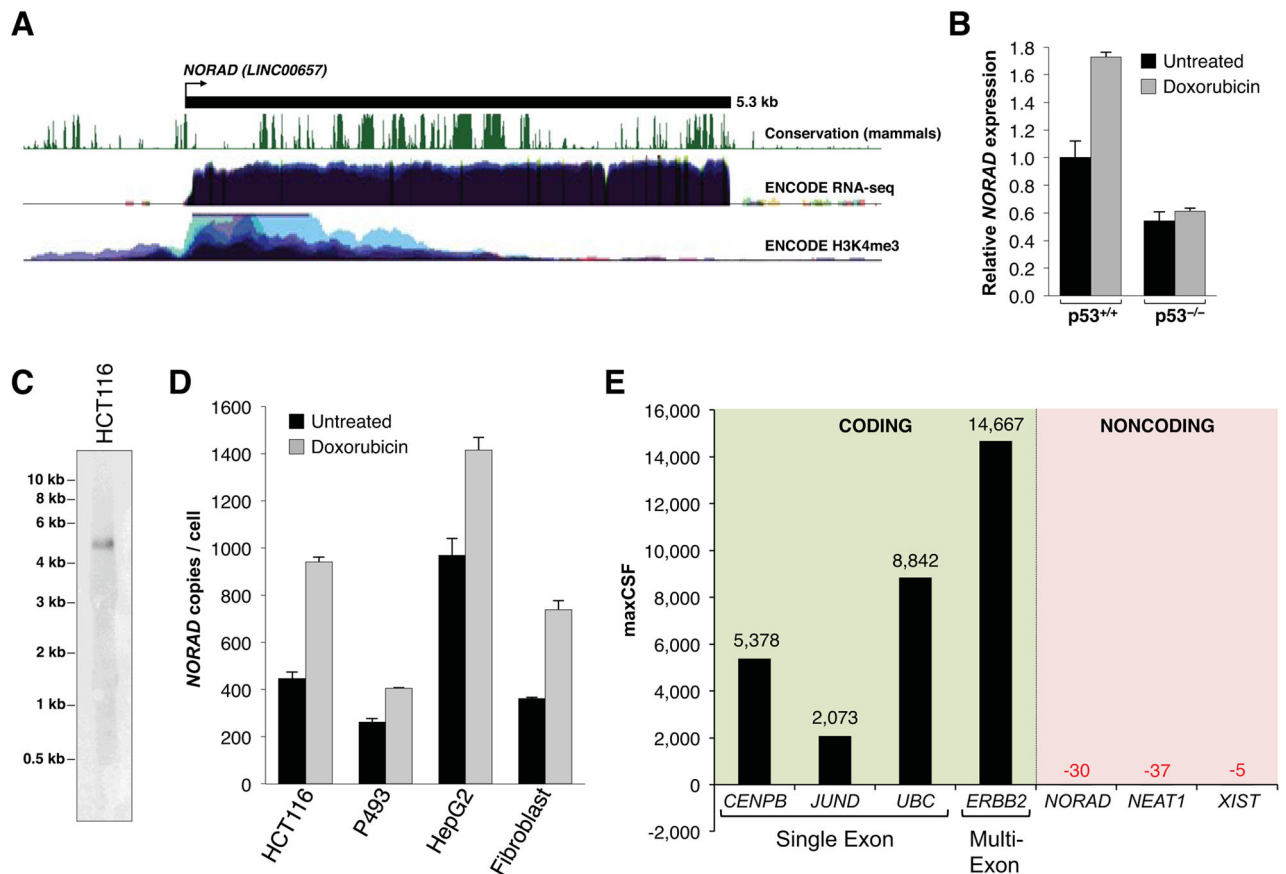 A
NORAD (LINC00657)
5.3 kb
Conservation (mammals)
ENCODE RNA-seq
ENCODE H3K4me3
B
Relative NORAD expression
1.8
1.6
1.4
1.2
1.0
0.8
0.6
0.4
0.2
0.0
Untreated
Doxorubicin
p53+/+
p53–/–
C
HCT116
10 kb
8 kb
6 kb
4 kb
3 kb
2 kb
1 kb
0.5 kb
D
NORAD copies / cell
1600
1400
1200
1000
800
600
400
200
0
Untreated
Doxorubicin
HCT116
P493
HepG2
Fibroblast
E
maxCSF
16,000
14,000
12,000
10,000
8,000
6,000
4,000
2,000
0
-2,000
CODING
NONCODING
5,378
2,073
8,842
14,667
-30
-37
-5
CENPB
JUND
UBC
ERBB2
NORAD
NEAT1
XIST
Single Exon
Multi-
Exon